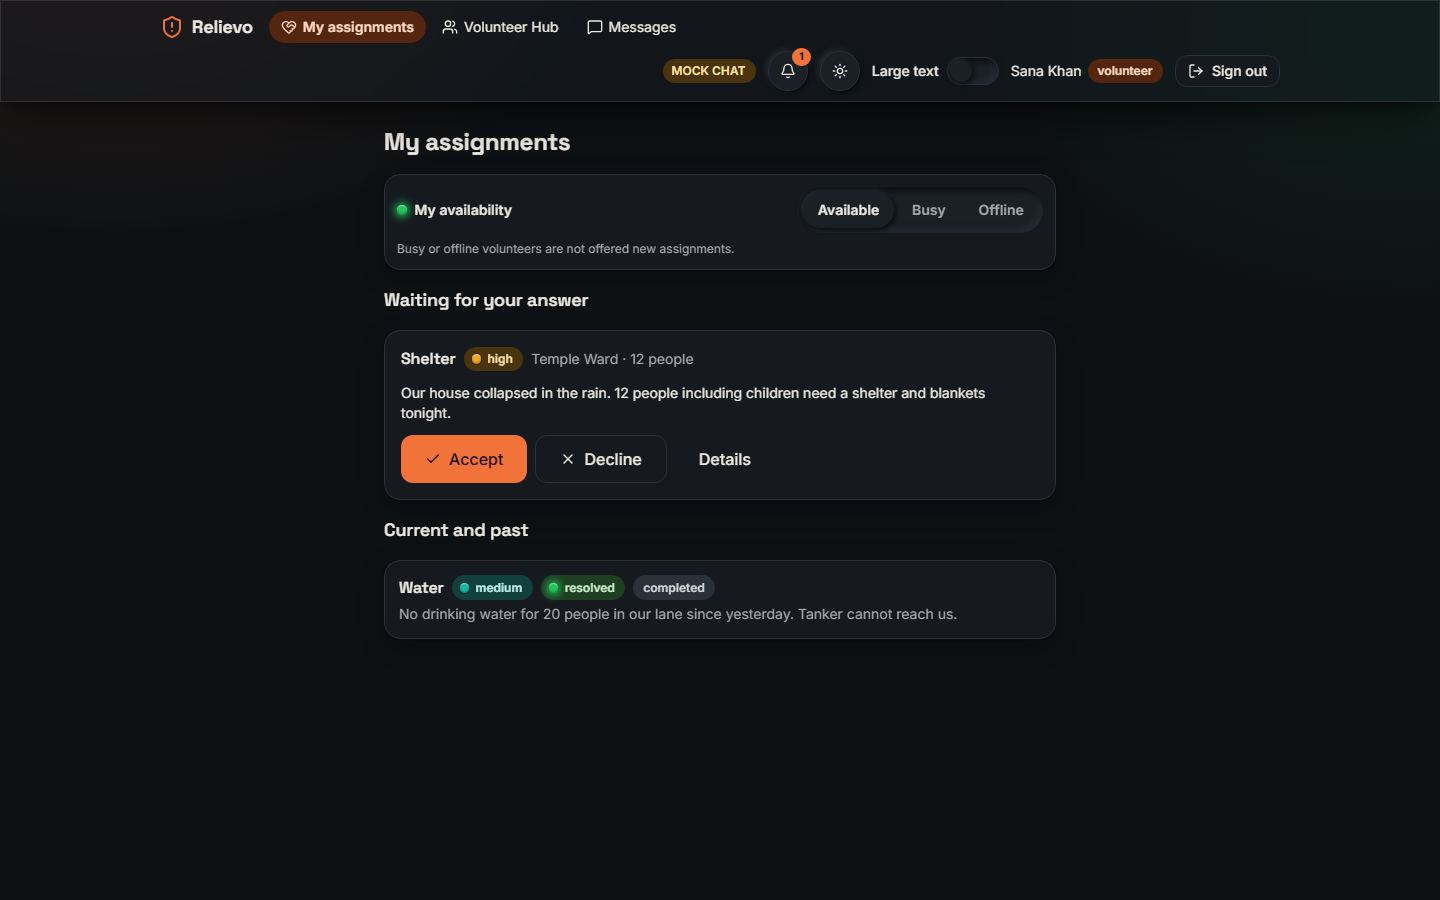 Relievo
My assignments
Volunteer Hub
Messages
MOCK CHAT
1
Large text
Sana Khan
volunteer
Sign out
My assignments
My availability
Available
Busy
Offline
Busy or offline volunteers are not offered new assignments.
Waiting for your answer
Shelter
high
Temple Ward · 12 people
Our house collapsed in the rain. 12 people including children need a shelter and blankets
tonight.
Accept
Decline
Details
Current and past
Water
medium
resolved
completed
No drinking water for 20 people in our lane since yesterday. Tanker cannot reach us.